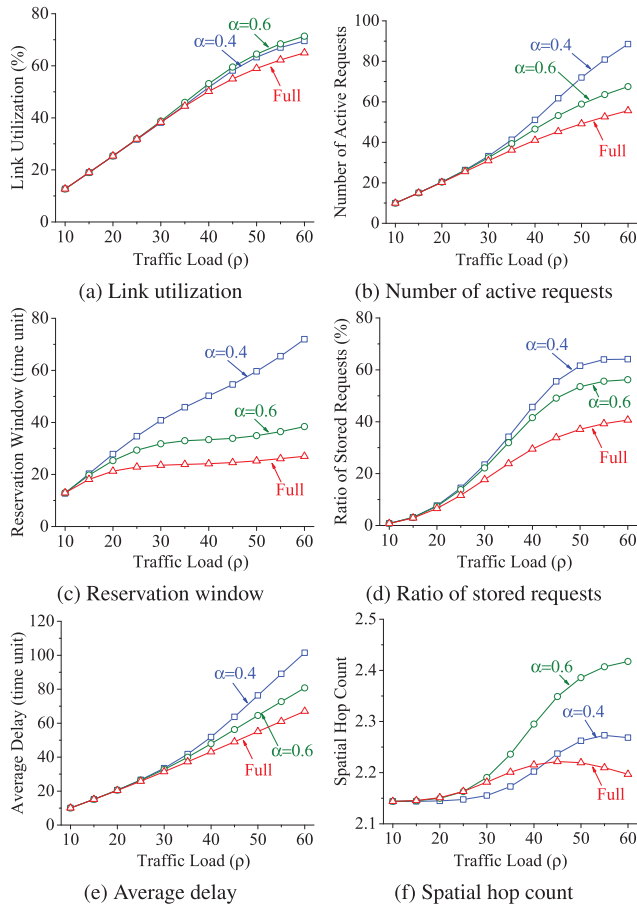 80
60
40
20
0
Link Utilization (%)
α=0.6
α=0.4
Full
10 20 30 40 50 60
Traffic Load (ρ)
(a) Link utilization
100
80
60
40
20
0
Number of Active Requests
α=0.4
α=0.6
Full
10 20 30 40 50 60
Traffic Load (ρ)
(b) Number of active requests
80
60
40
20
0
Reservation Window (time unit)
α=0.4
α=0.6
Full
10 20 30 40 50 60
Traffic Load (ρ)
(c) Reservation window
80
60
40
20
0
Ratio of Stored Requests (%)
α=0.4
α=0.6
Full
10 20 30 40 50 60
Traffic Load (ρ)
(d) Ratio of stored requests
120
100
80
60
40
20
0
Average Delay (time unit)
α=0.4
α=0.6
Full
10 20 30 40 50 60
Traffic Load (ρ)
(e) Average delay
2.5
2.4
2.3
2.2
2.1
Spatial Hop Count
α=0.6
α=0.4
Full
10 20 30 40 50 60
Traffic Load (ρ)
(f) Spatial hop count